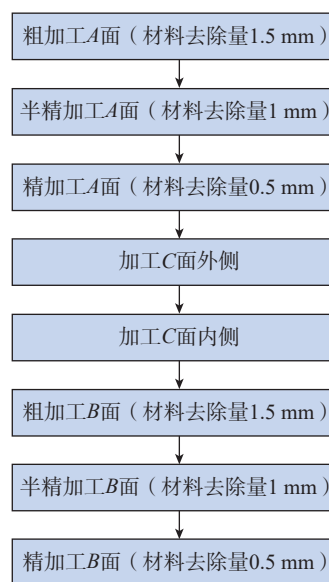 粗加工A面（材料去除量1.5 mm）
半精加工A面（材料去除量1 mm）
精加工A面（材料去除量0.5 mm）
加工C面外侧
加工C面内侧
粗加工B面（材料去除量1.5 mm）
半精加工B面（材料去除量1 mm）
精加工B面（材料去除量0.5 mm）